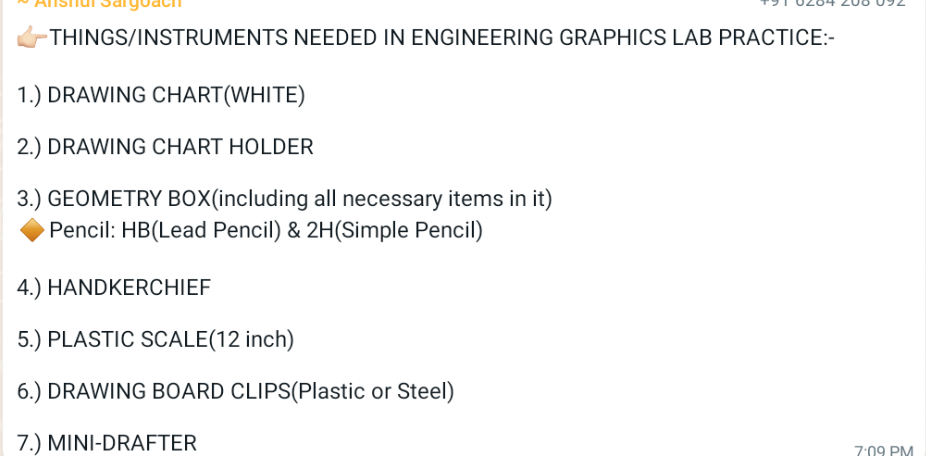 ~ Anshul Sargoach +91 6284 208 092
👉🏻THINGS/INSTRUMENTS NEEDED IN ENGINEERING GRAPHICS LAB PRACTICE:-
1.) DRAWING CHART(WHITE)
2.) DRAWING CHART HOLDER
3.) GEOMETRY BOX(including all necessary items in it)
🔶Pencil: HB(Lead Pencil) & 2H(Simple Pencil)
4.) HANDKERCHIEF
5.) PLASTIC SCALE(12 inch)
6.) DRAWING BOARD CLIPS(Plastic or Steel)
7.) MINI-DRAFTER
7:09 PM